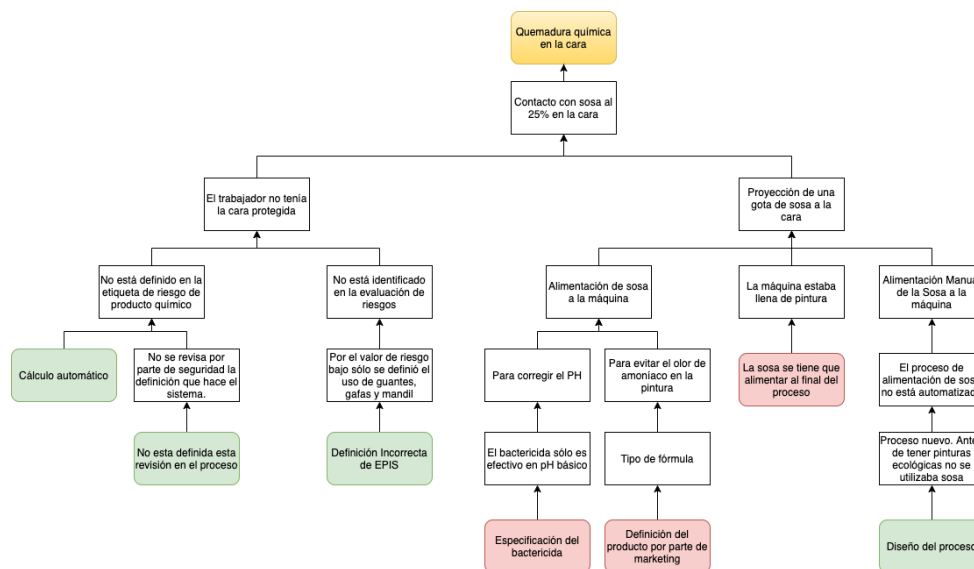 Quemadura química
en la cara
Contacto con sosa al
25% en la cara
El trabajador no tenía
la cara protegida
Proyección de una
gota de sosa a la
cara
No está definido en la
etiqueta de riesgo de
producto químico
No está identificado
en la evaluación de
riesgos
Alimentación de sosa
a la máquina
La máquina estaba
llena de pintura
Alimentación Manua
de la Sosa a la
máquina
Cálculo automático
No se revisa por
parte de seguridad la
definición que hace el
sistema.
Por el valor de riesgo
bajo sólo se definió el
uso de guantes,
gafas y mandil
Para corregir el PH
Para evitar el olor de
amoníaco en la
pintura
La sosa se tiene que
alimentar al final del
proceso
El proceso de
alimentación de sos
no está automatizad
No esta definida esta
revisión en el proceso
Definición Incorrecta
de EPIS
El bactericida sólo es
efectivo en pH básico
Tipo de fórmula
Proceso nuevo. Ante
de tener pinturas
ecológicas no se
utilizaba sosa
Especificación del
bactericida
Definición del
producto por parte de
marketing
Diseño del proceso